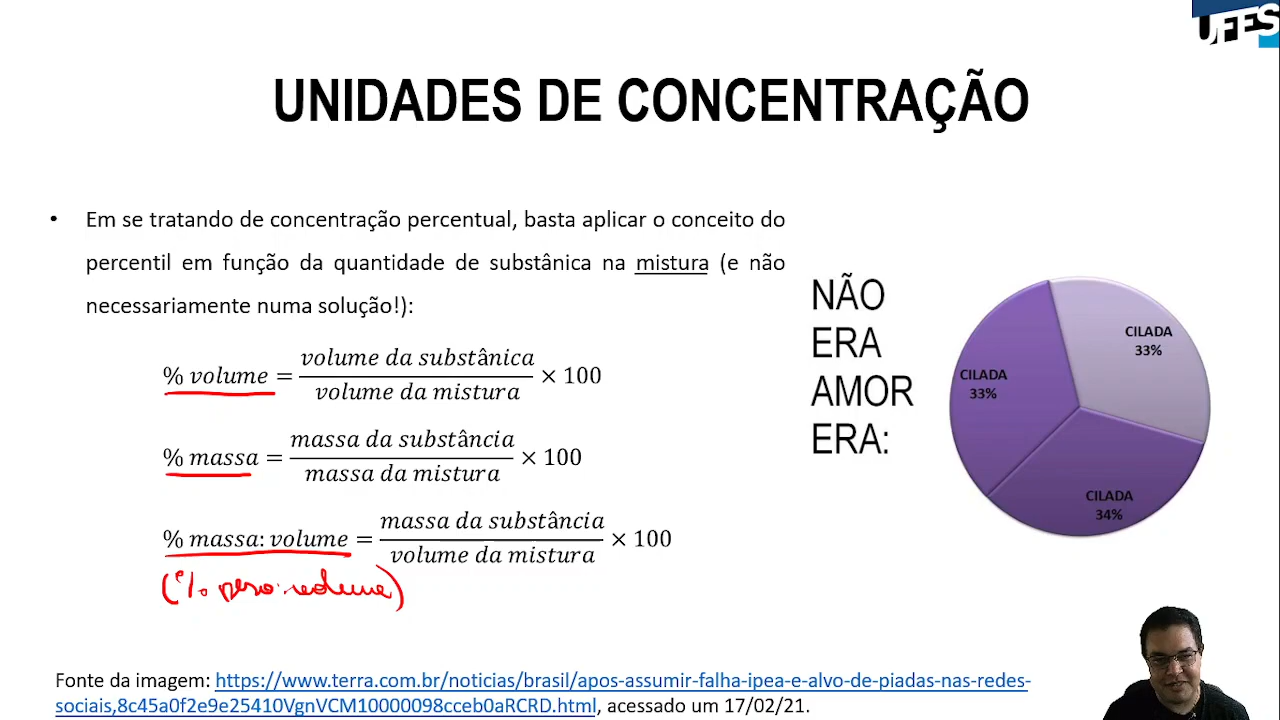 UFES
UNIDADES DE CONCENTRAÇÃO
• Em se tratando de concentração percentual, basta aplicar o conceito do
percentil em função da quantidade de substânica na mistura (e não
necessariamente numa solução!):
% volume = volume da substânica / volume da mistura × 100
% massa = massa da substância / massa da mistura × 100
% massa: volume = massa da substância / volume da mistura × 100
(% peso:volume)
NÃO
ERA
AMOR
ERA:
CILADA
33%
CILADA
33%
CILADA
34%
Fonte da imagem: https://www.terra.com.br/noticias/brasil/apos-assumir-falha-ipea-e-alvo-de-piadas-nas-redes-
sociais,8c45a0f2e9e25410VgnVCM10000098cceb0aRCRD.html, acessado um 17/02/21.